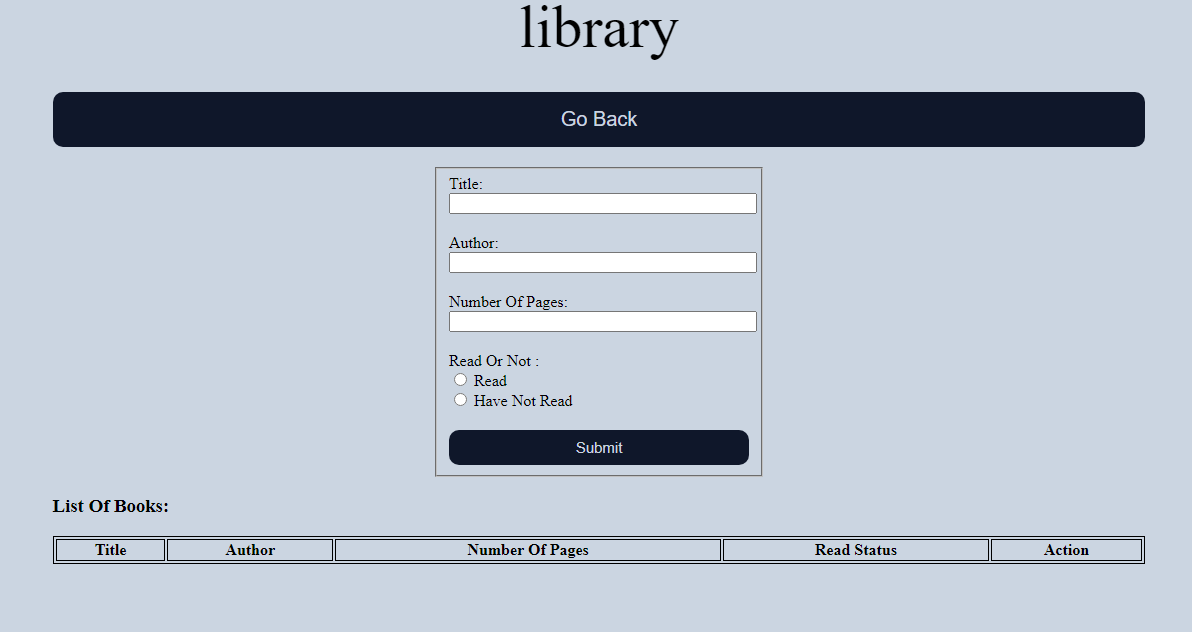 library
Go Back
Title:
Author:
Number Of Pages:
Read Or Not :
Read
Have Not Read
Submit
List Of Books:
Title Author Number Of Pages Read Status Action